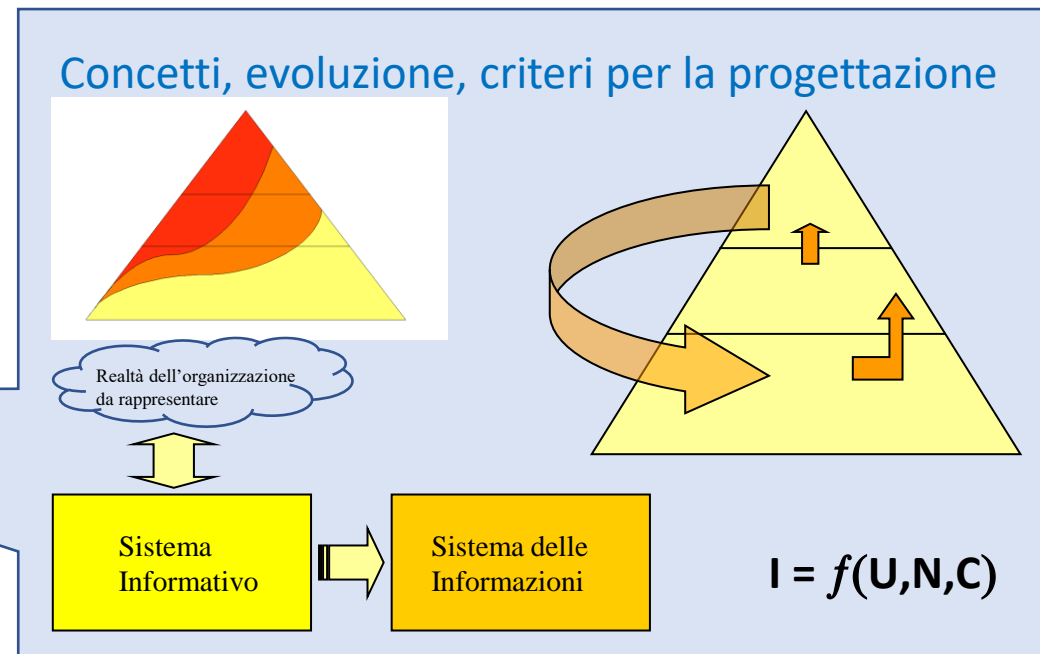 Concetti, evoluzione, criteri per la progettazione
Realtà dell’organizzazione
da rappresentare
Sistema
Informativo
Sistema delle
Informazioni
I = f(U,N,C)